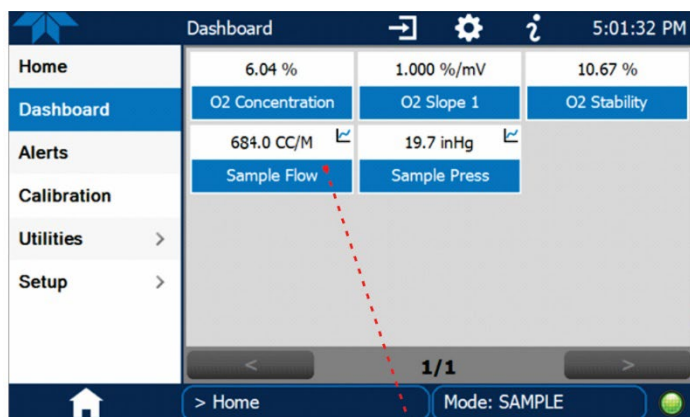 Dashboard
5:01:32 PM
Home
Dashboard
Alerts
Calibration
Utilities >
Setup >
6.04 %
O2 Concentration
1.000 %/mV
O2 Slope 1
10.67 %
O2 Stability
684.0 CC/M
Sample Flow
19.7 inHg
Sample Press
< 1/1 >
> Home
Mode: SAMPLE